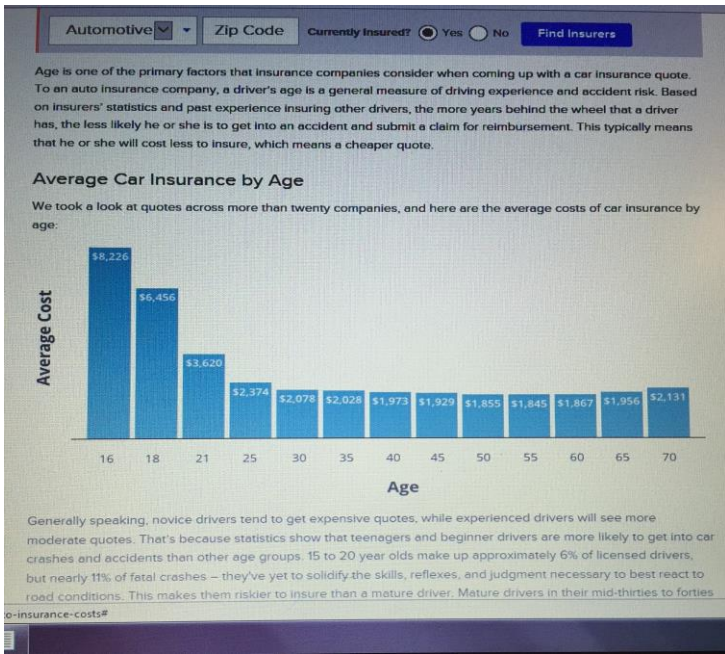 Automotive Zip Code Currently Insured? Yes No Find Insurers
Age is one of the primary factors that insurance companies consider when coming up with a car insurance quote.
To an auto insurance company, a driver's age is a general measure of driving experience and accident risk. Based
on insurers' statistics and past experience insuring other drivers, the more years behind the wheel that a driver
has, the less likely he or she is to get into an accident and submit a claim for reimbursement. This typically means
that he or she will cost less to insure, which means a cheaper quote.
Average Car Insurance by Age
We took a look at quotes across more than twenty companies, and here are the average costs of car insurance by
age:
Average Cost
$8,226
$6,456
$3,620
$2,374
$2,078 $2,028 $1,973 $1,929 $1,855 $1,845 $1,867 $1,956 $2,131
16 18 21 25 30 35 40 45 50 55 60 65 70
Age
Generally speaking, novice drivers tend to get expensive quotes, while experienced drivers will see more
moderate quotes. That's because statistics show that teenagers and beginner drivers are more likely to get into car
crashes and accidents than other age groups. 15 to 20 year olds make up approximately 6% of licensed drivers,
but nearly 11% of fatal crashes – they've yet to solidify the skills, reflexes, and judgment necessary to best react to
road conditions. This makes them riskier to insure than a mature driver. Mature drivers in their mid-thirties to forties
o-insurance-costs#